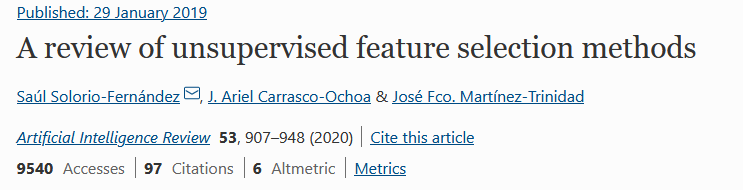 Published: 29 January 2019
A review of unsupervised feature selection methods
Saúl Solorio-Fernández, J. Ariel Carrasco-Ochoa & José Fco. Martínez-Trinidad
Artificial Intelligence Review 53, 907–948 (2020) | Cite this article
9540 Accesses | 97 Citations | 6 Altmetric | Metrics